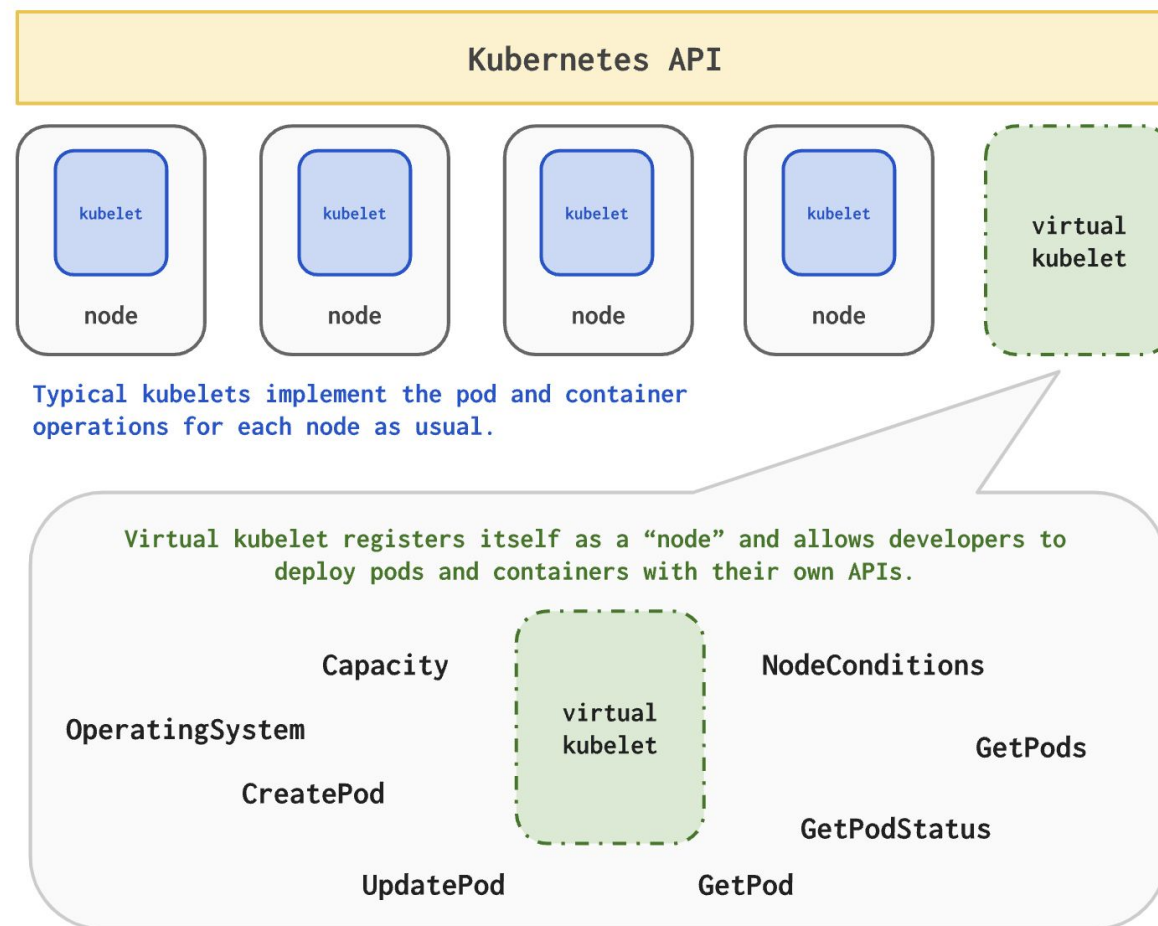 Kubernetes API
kubelet
kubelet
kubelet
kubelet
virtual
kubelet
node
node
node
node
Typical kubelets implement the pod and container
operations for each node as usual.
Virtual kubelet registers itself as a “node” and allows developers to
deploy pods and containers with their own APIs.
Capacity
NodeConditions
OperatingSystem
virtual
kubelet
GetPods
CreatePod
GetPodStatus
UpdatePod
GetPod